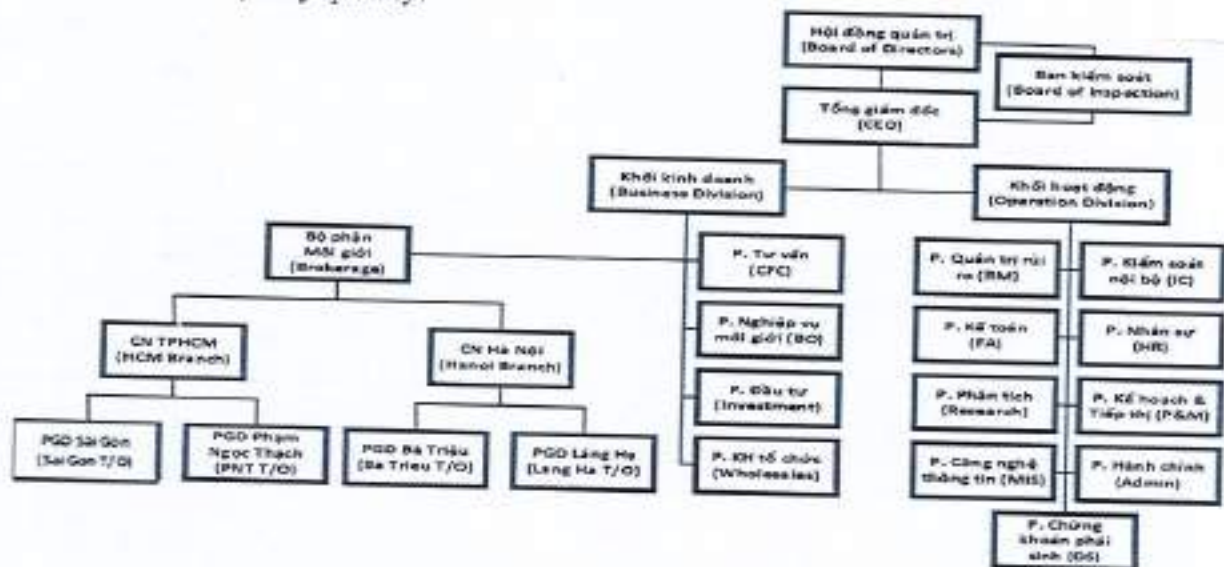 Hội đồng quản trị
(Board of Directors)
Ban kiểm soát
(Board of Inspection)
Tổng giám đốc
(CEO)
Khối kinh doanh
(Business Division)
Khối hoạt động
(Operation Division)
Bộ phận
Môi giới
(Brokerage)
P. Tư vấn
(CFC)
P. Quản trị rủi
ro (RM)
P. Kiểm soát
nội bộ (IC)
CN TPHCM
(HCM Branch)
CN Hà Nội
(Hanoi Branch)
P. Nghiệp vụ
môi giới (BO)
P. Kế toán
(FA)
P. Nhân sự
(HR)
P. Đầu tư
(Investment)
P. Phân tích
(Research)
P. Kế hoạch &
Tiếp thị (P&M)
PGD Sài Gòn
(Sai Gon T/O)
PGD Phạm
Ngọc Thạch
(PNT T/O)
PGD Bà Triệu
(Ba Trieu T/O)
PGD Láng Hạ
(Lang Ha T/O)
P. KH tổ chức
(Wholesales)
P. Công nghệ
thông tin (MIS)
P. Hành chính
(Admin)
P. Chứng
khoán phái
sinh (DS)